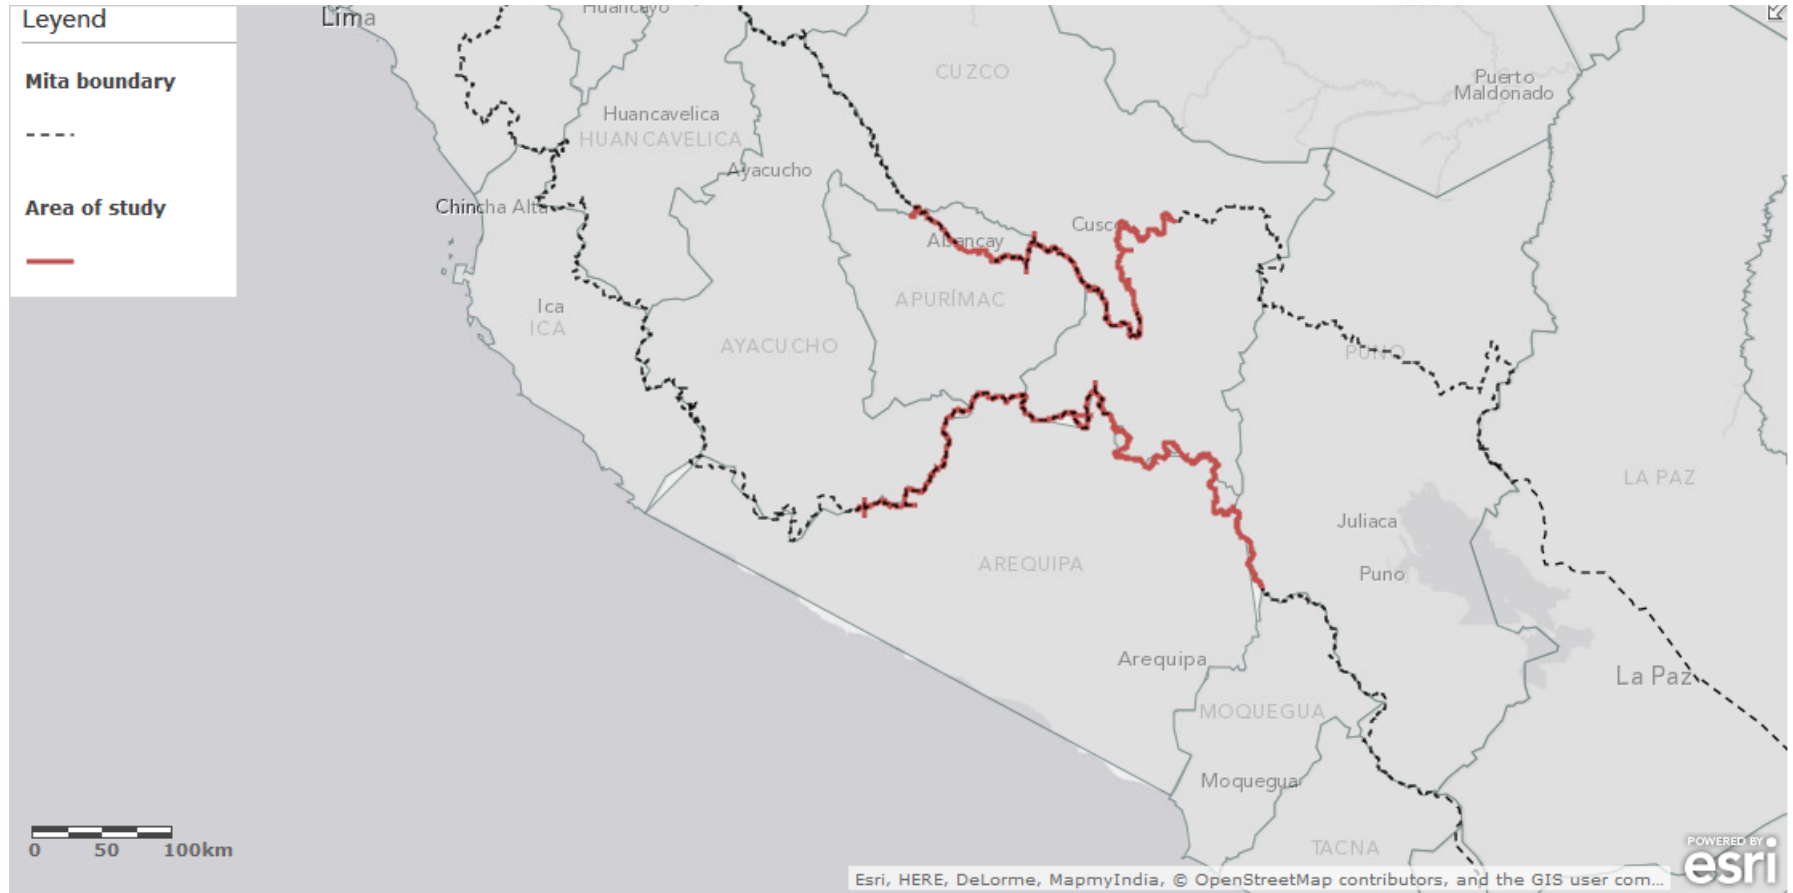 Leyend
Mita boundary
Area of study
Lima
Huancayo
CUZCO
Puerto
Maldonado
Huancavelica
HUANCAVELICA
Ayacucho
Chincha Alta
Cusco
Abancay
APURÍMAC
Ica
ICA
AYACUCHO
PUNO
LA PAZ
Juliaca
AREQUIPA
Puno
Arequipa
La Paz
MOQUEGUA
Moquegua
TACNA
0 50 100km
POWERED BY
esri
Esri, HERE, DeLorme, MapmyIndia, © OpenStreetMap contributors, and the GIS user com...